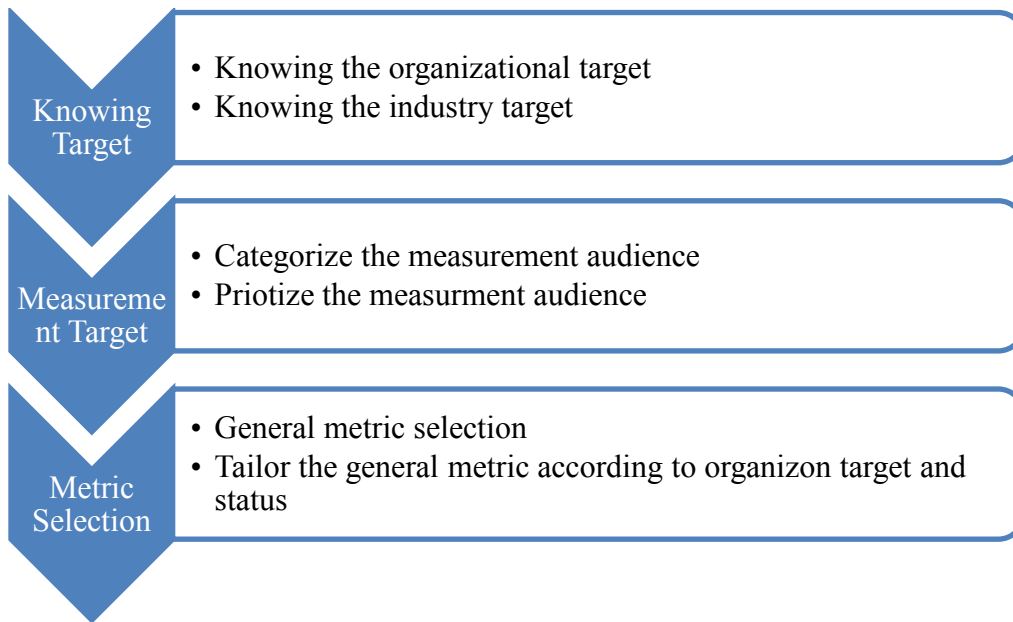 Knowing
Target
• Knowing the organizational target
• Knowing the industry target
Measureme
nt Target
• Categorize the measurement audience
• Priotize the measurment audience
Metric
Selection
• General metric selection
• Tailor the general metric according to organizon target and
status